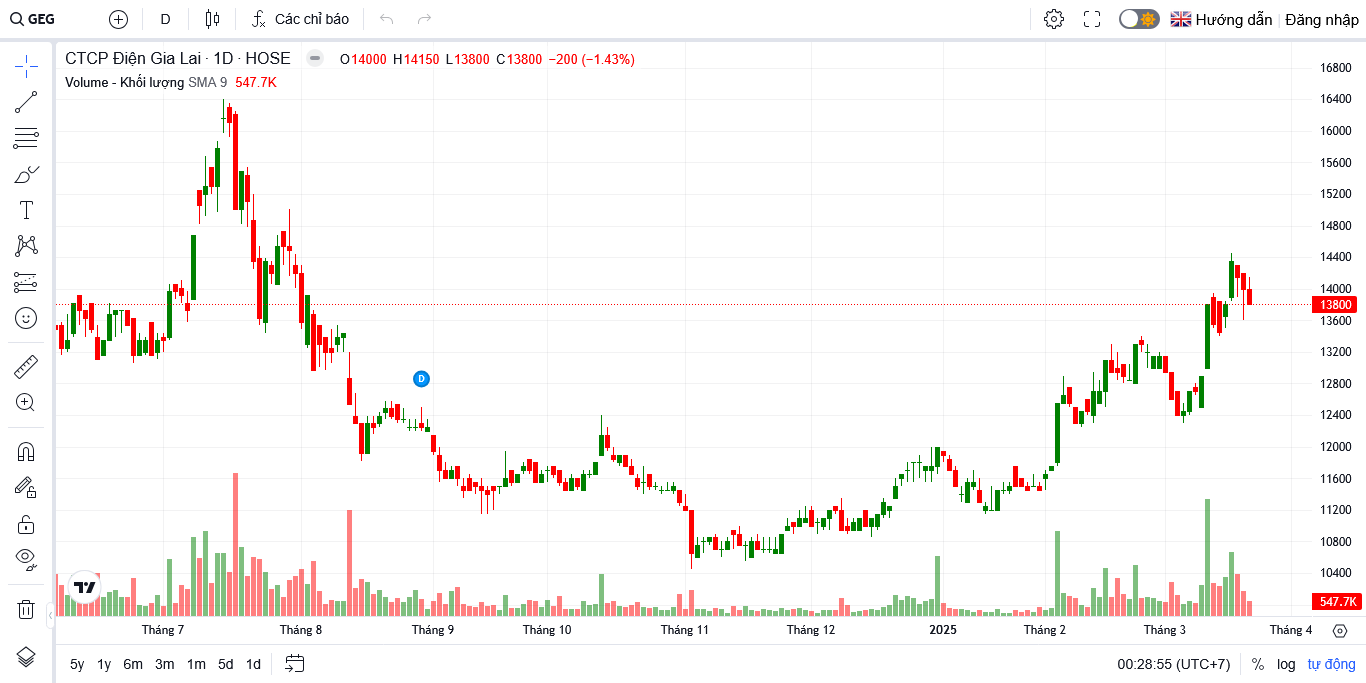 GEG D Các chỉ báo Hướng dẫn Đăng nhập
CTCP Điện Gia Lai · 1D · HOSE O14000 H14150 L13800 C13800 −200 (−1.43%)
Volume - Khối lượng SMA 9 547.7K
16800
16400
16000
15600
15200
14800
14400
14000
13800
13600
13200
12800
D
12400
12000
11600
11200
10800
10400
547.7K
Tháng 7 Tháng 8 Tháng 9 Tháng 10 Tháng 11 Tháng 12 2025 Tháng 2 Tháng 3 Tháng 4
5y 1y 6m 3m 1m 5d 1d 00:28:55 (UTC+7) % log tự động